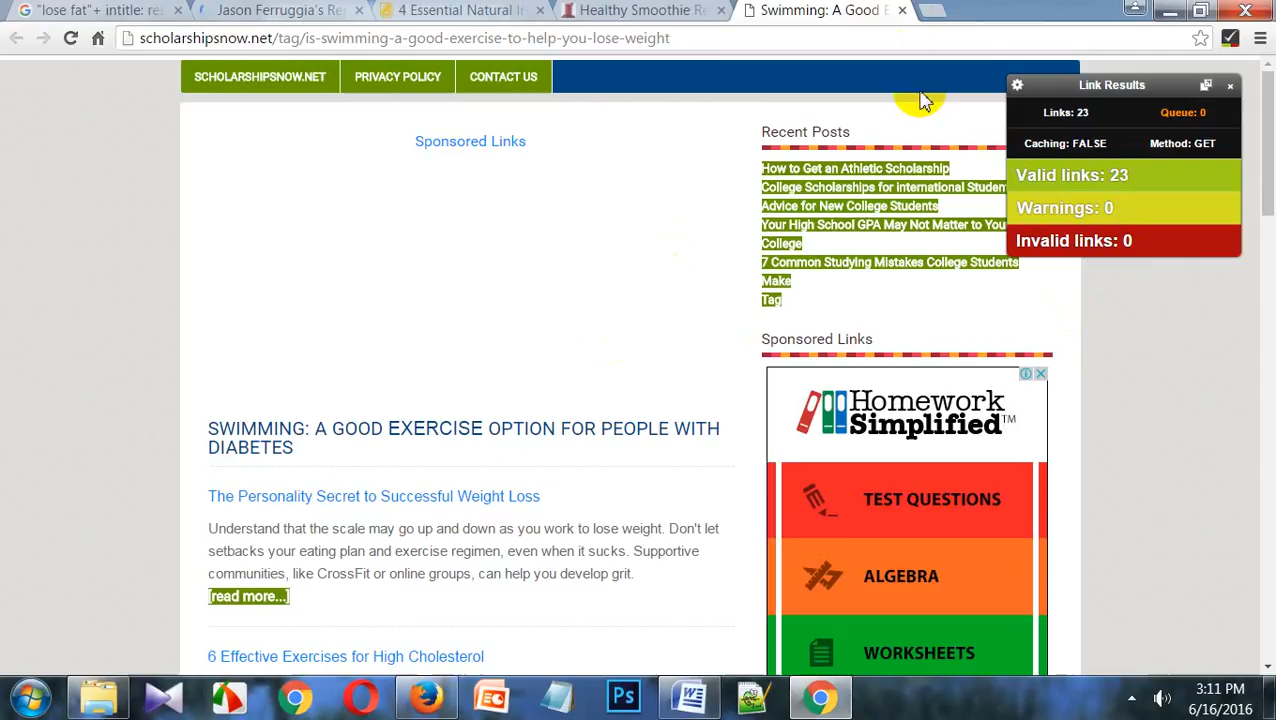 "lose fat"+ intitle: re
Jason Ferruggia's Re
4 Essential Natural In
Healthy Smoothie Re
Swimming: A Good E
scholarshipsnow.net/tag/is-swimming-a-good-exercise-to-help-you-lose-weight
SCHOLARSHIPSNOW.NET PRIVACY POLICY CONTACT US
Sponsored Links
SWIMMING: A GOOD EXERCISE OPTION FOR PEOPLE WITH
DIABETES
The Personality Secret to Successful Weight Loss
Understand that the scale may go up and down as you work to lose weight. Don't let
setbacks your eating plan and exercise regimen, even when it sucks. Supportive
communities, like CrossFit or online groups, can help you develop grit.
[read more...]
6 Effective Exercises for High Cholesterol
Recent Posts
How to Get an Athletic Scholarship
College Scholarships for international Studen
Advice for New College Students
Your High School GPA May Not Matter to You
College
7 Common Studying Mistakes College Students
Make
Tag
Sponsored Links
Homework
Simplified™
TEST QUESTIONS
ALGEBRA
WORKSHEETS
Link Results
Links: 23 Queue: 0
Caching: FALSE Method: GET
Valid links: 23
Warnings: 0
Invalid links: 0
Ps
3:11 PM
6/16/2016